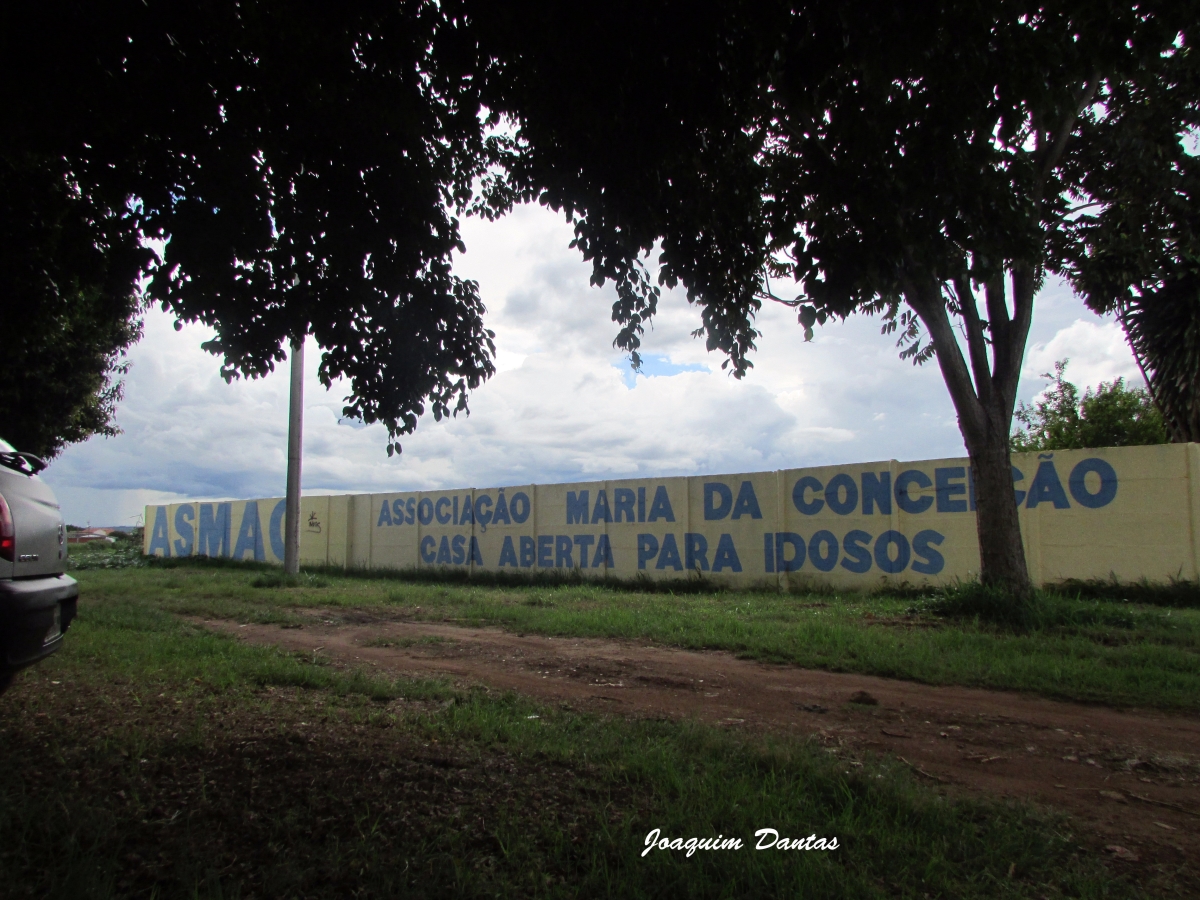 ASMAC
ASSOCIAÇÃO MARIA DA CONCEIÇÃO
CASA ABERTA PARA IDOSOS
Joaquim Dantas